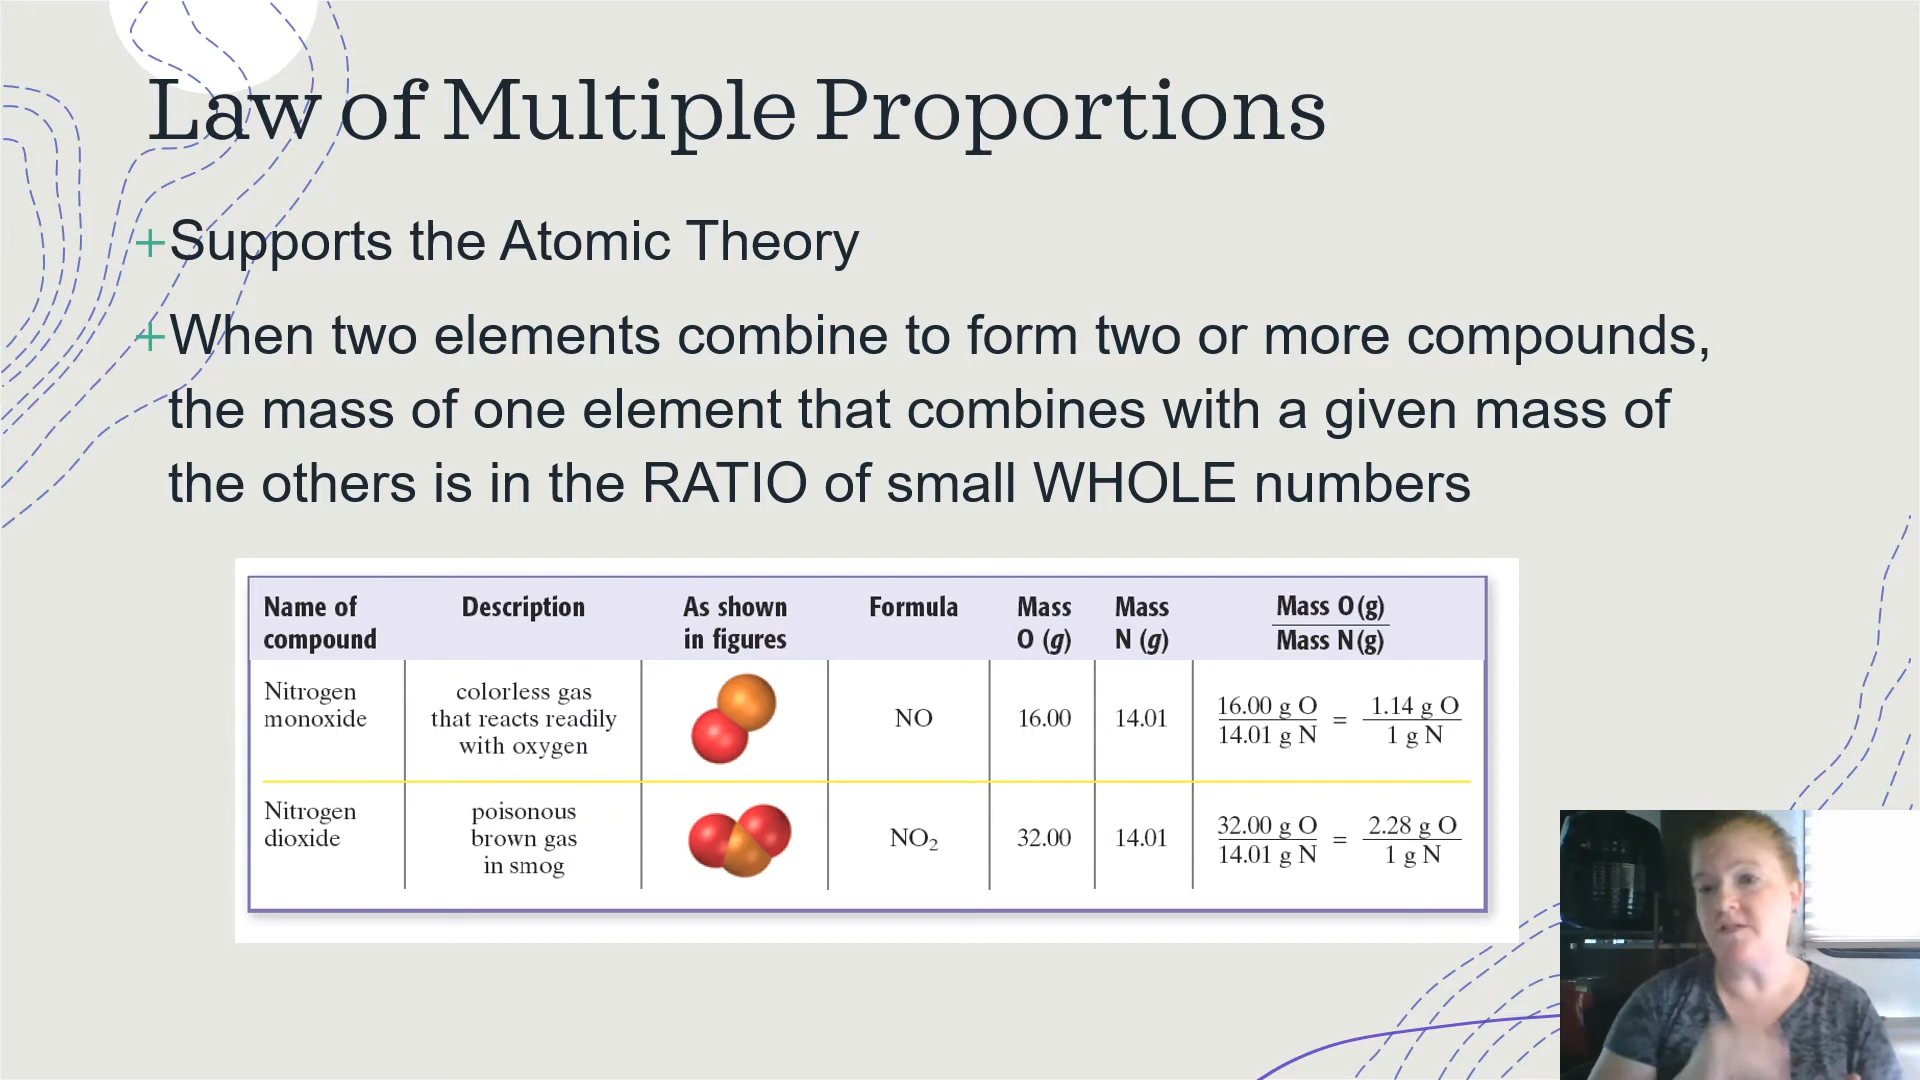 Law of Multiple Proportions
+Supports the Atomic Theory
+When two elements combine to form two or more compounds,
the mass of one element that combines with a given mass of
the others is in the RATIO of small WHOLE numbers
Name of compound Description As shown in figures Formula Mass O (g) Mass N (g) Mass O (g) / Mass N (g)
Nitrogen monoxide colorless gas that reacts readily with oxygen NO 16.00 14.01 16.00 g O / 14.01 g N = 1.14 g O / 1 g N
Nitrogen dioxide poisonous brown gas in smog NO₂ 32.00 14.01 32.00 g O / 14.01 g N = 2.28 g O / 1 g N